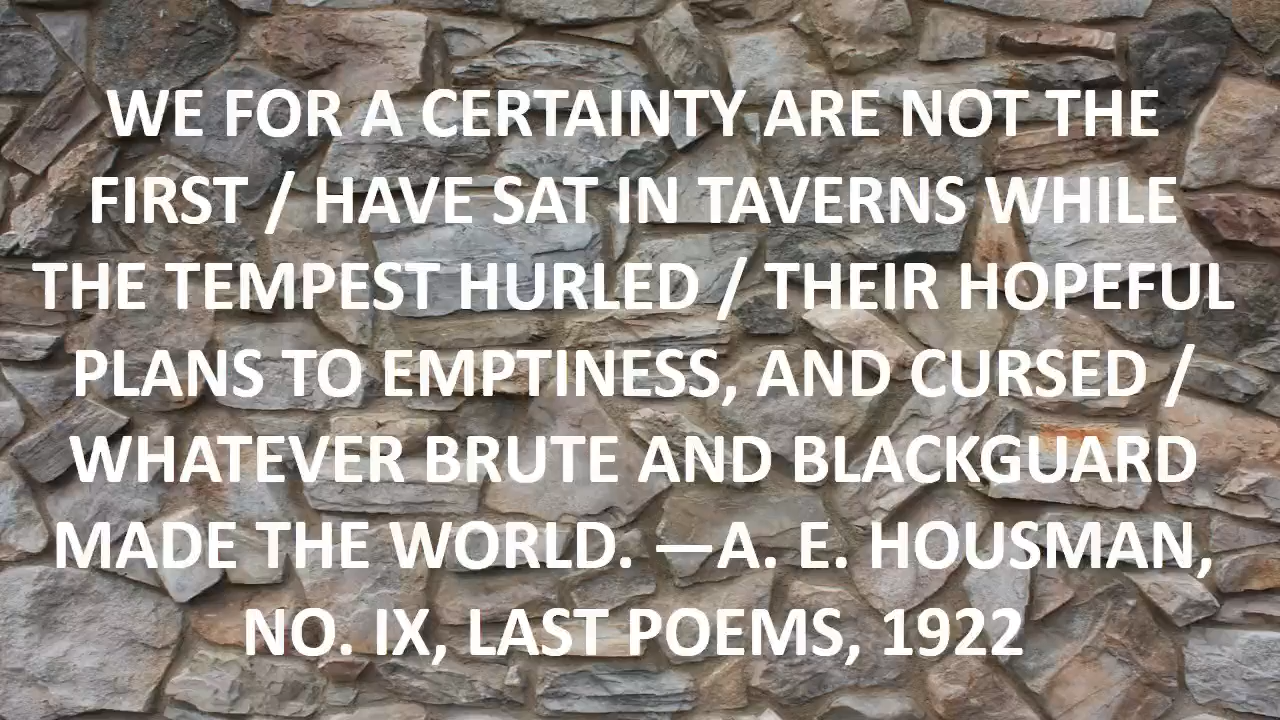 WE FOR A CERTAINTY ARE NOT THE
FIRST / HAVE SAT IN TAVERNS WHILE
THE TEMPEST HURLED / THEIR HOPEFUL
PLANS TO EMPTINESS, AND CURSED /
WHATEVER BRUTE AND BLACKGUARD
MADE THE WORLD. —A. E. HOUSMAN,
NO. IX, LAST POEMS, 1922